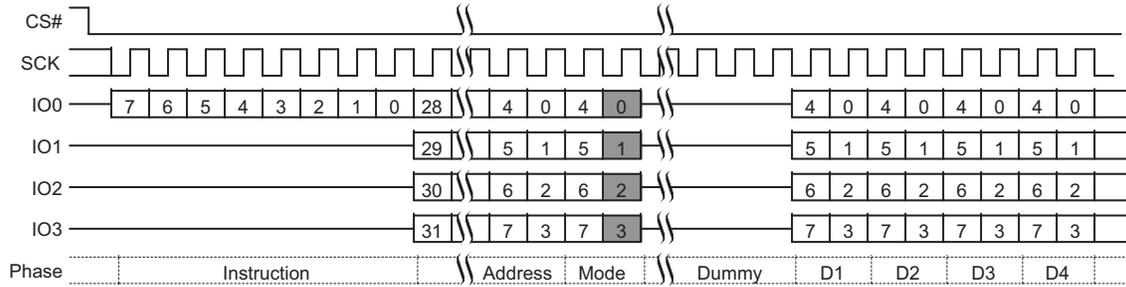 CS#
SCK
IO0 7 6 5 4 3 2 1 0 28 4 0 4 0 4 0 4 0 4 0 4 0
IO1 29 5 1 5 1 5 1 5 1 5 1 5 1
IO2 30 6 2 6 2 6 2 6 2 6 2 6 2
IO3 31 7 3 7 3 7 3 7 3 7 3 7 3
Phase Instruction Address Mode Dummy D1 D2 D3 D4